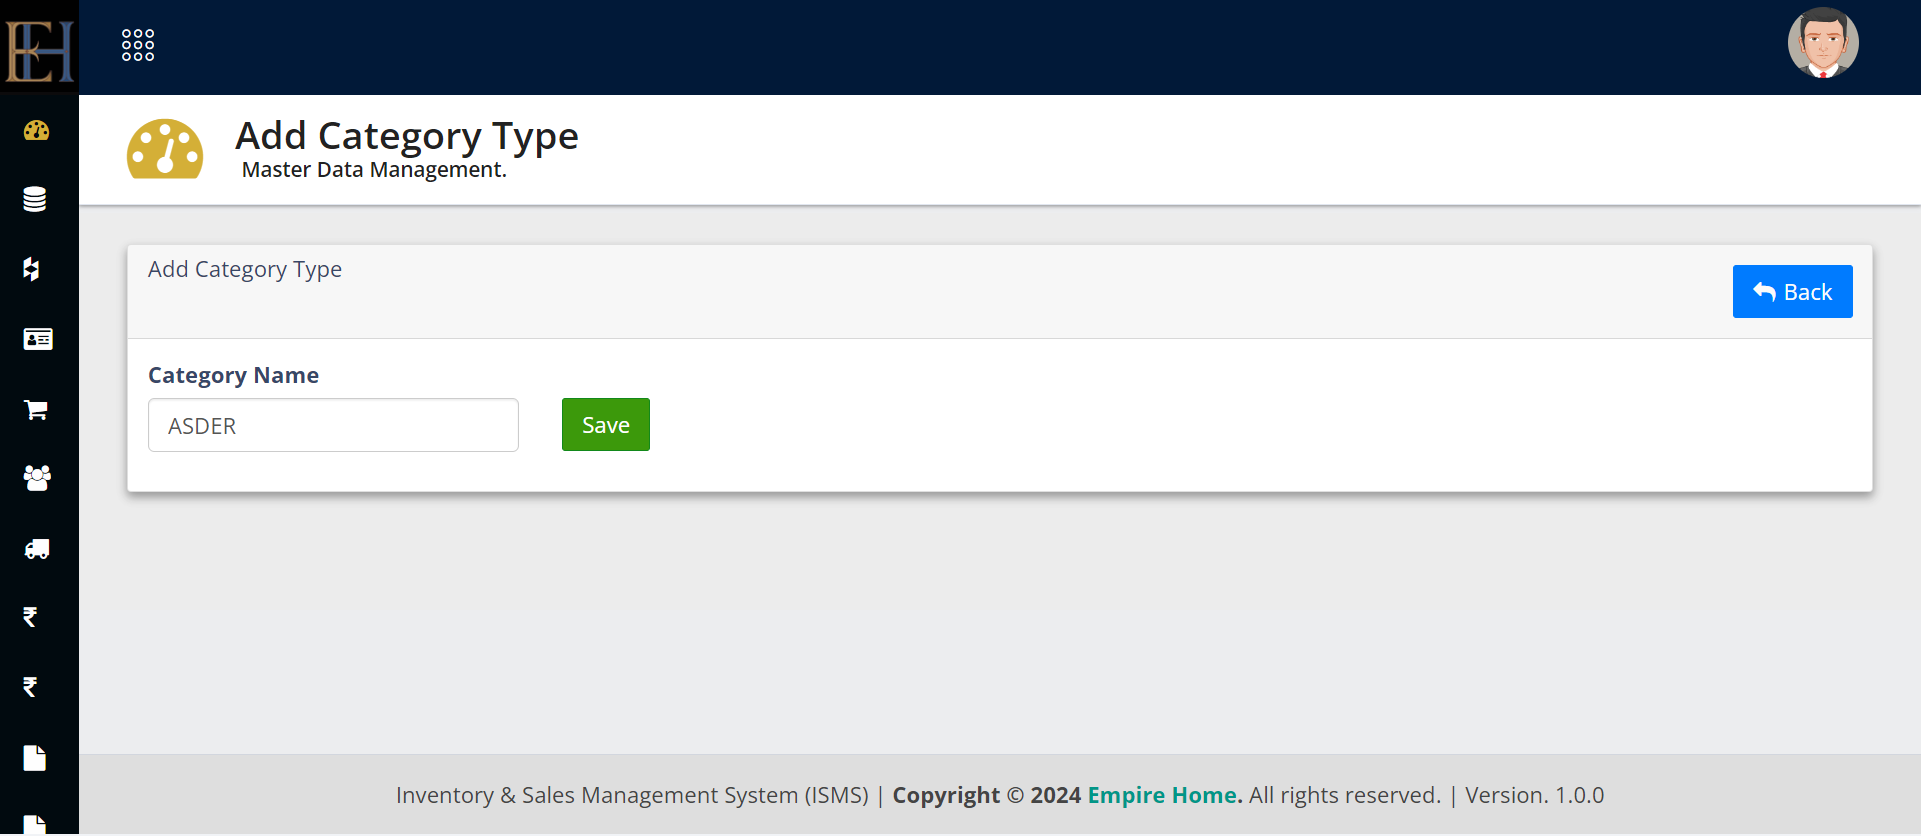 EH
Add Category Type
Master Data Management.
Add Category Type
Back
Category Name
ASDER
Save
Inventory & Sales Management System (ISMS) | Copyright © 2024 Empire Home. All rights reserved. | Version. 1.0.0